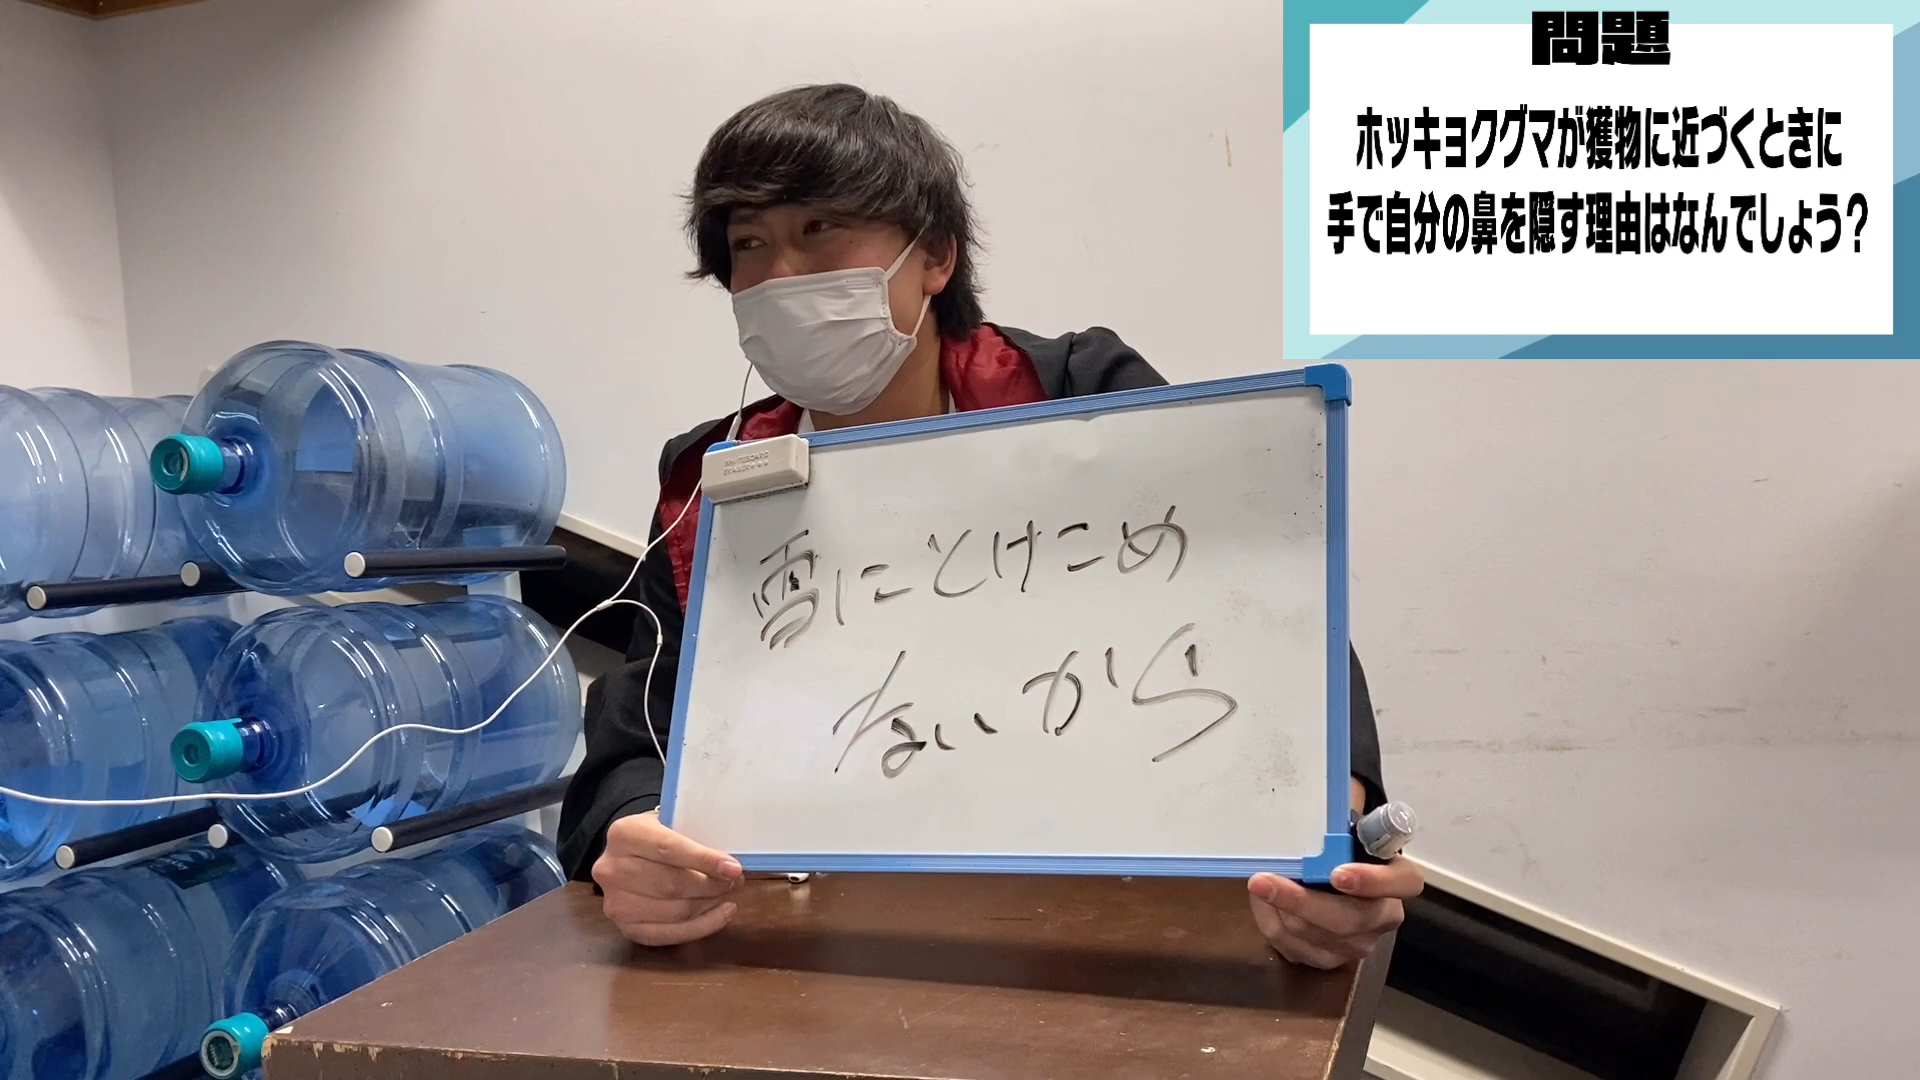 問題
ホッキョクグマが獲物に近づくときに
手で自分の鼻を隠す理由はなんでしょう?
WHITEBOARD
ERASER
雪にとけこめ
ないから